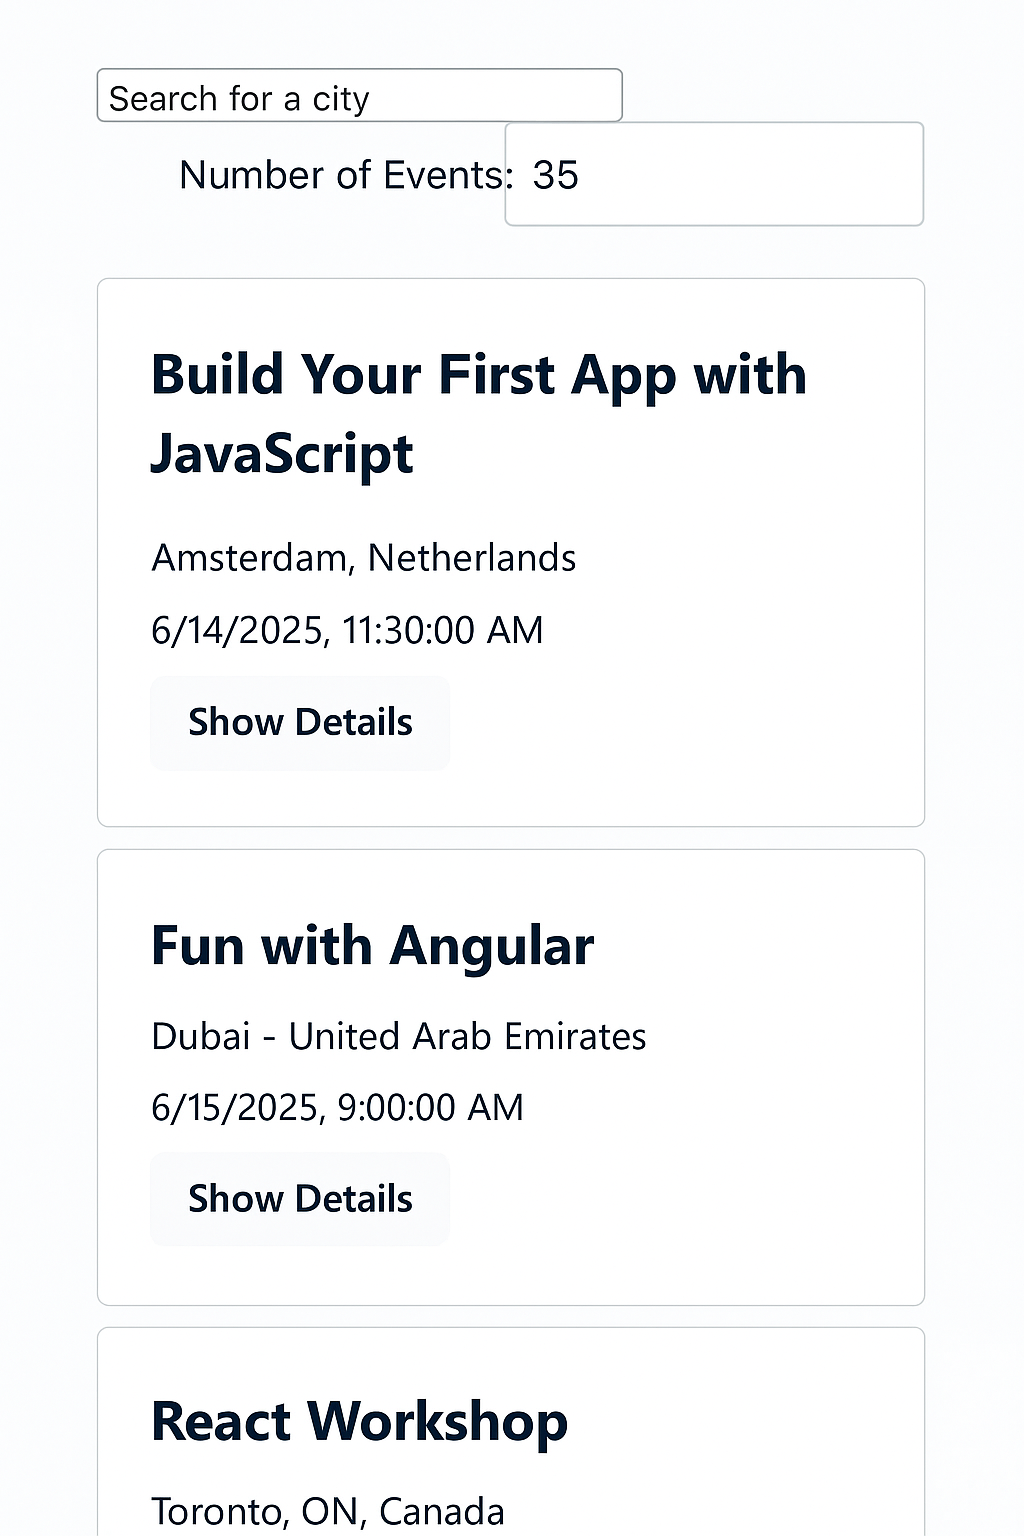 Search for a city
Number of Events: 35
Build Your First App with
JavaScript
Amsterdam, Netherlands
6/14/2025, 11:30:00 AM
Show Details
Fun with Angular
Dubai - United Arab Emirates
6/15/2025, 9:00:00 AM
Show Details
React Workshop
Toronto, ON, Canada